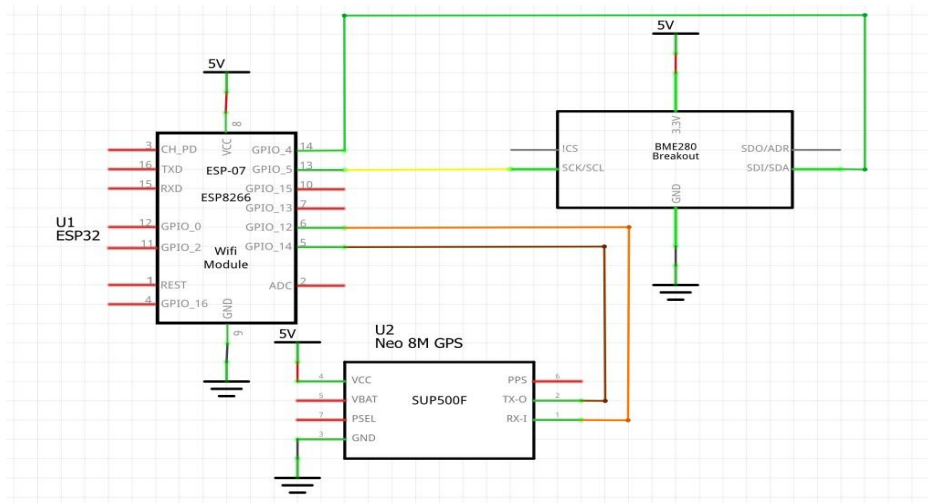 5V
5V
8
VCC
3.3V
3
CH_PD
GPIO_4
14
!CS
BME280
Breakout
SDO/ADR
16
TXD
ESP-07
GPIO_5
13
SCK/SCL
SDI/SDA
15
RXD
ESP8266
GPIO_15
10
GND
GPIO_13
7
U1
ESP32
12
GPIO_0
GPIO_12
6
11
GPIO_2
Wifi
Module
GPIO_14
5
1
REST
ADC
2
4
GPIO_16
GND
9
5V
U2
Neo 8M GPS
4
VCC
PPS
6
5
VBAT
SUP500F
TX-O
2
7
PSEL
RX-I
1
3
GND